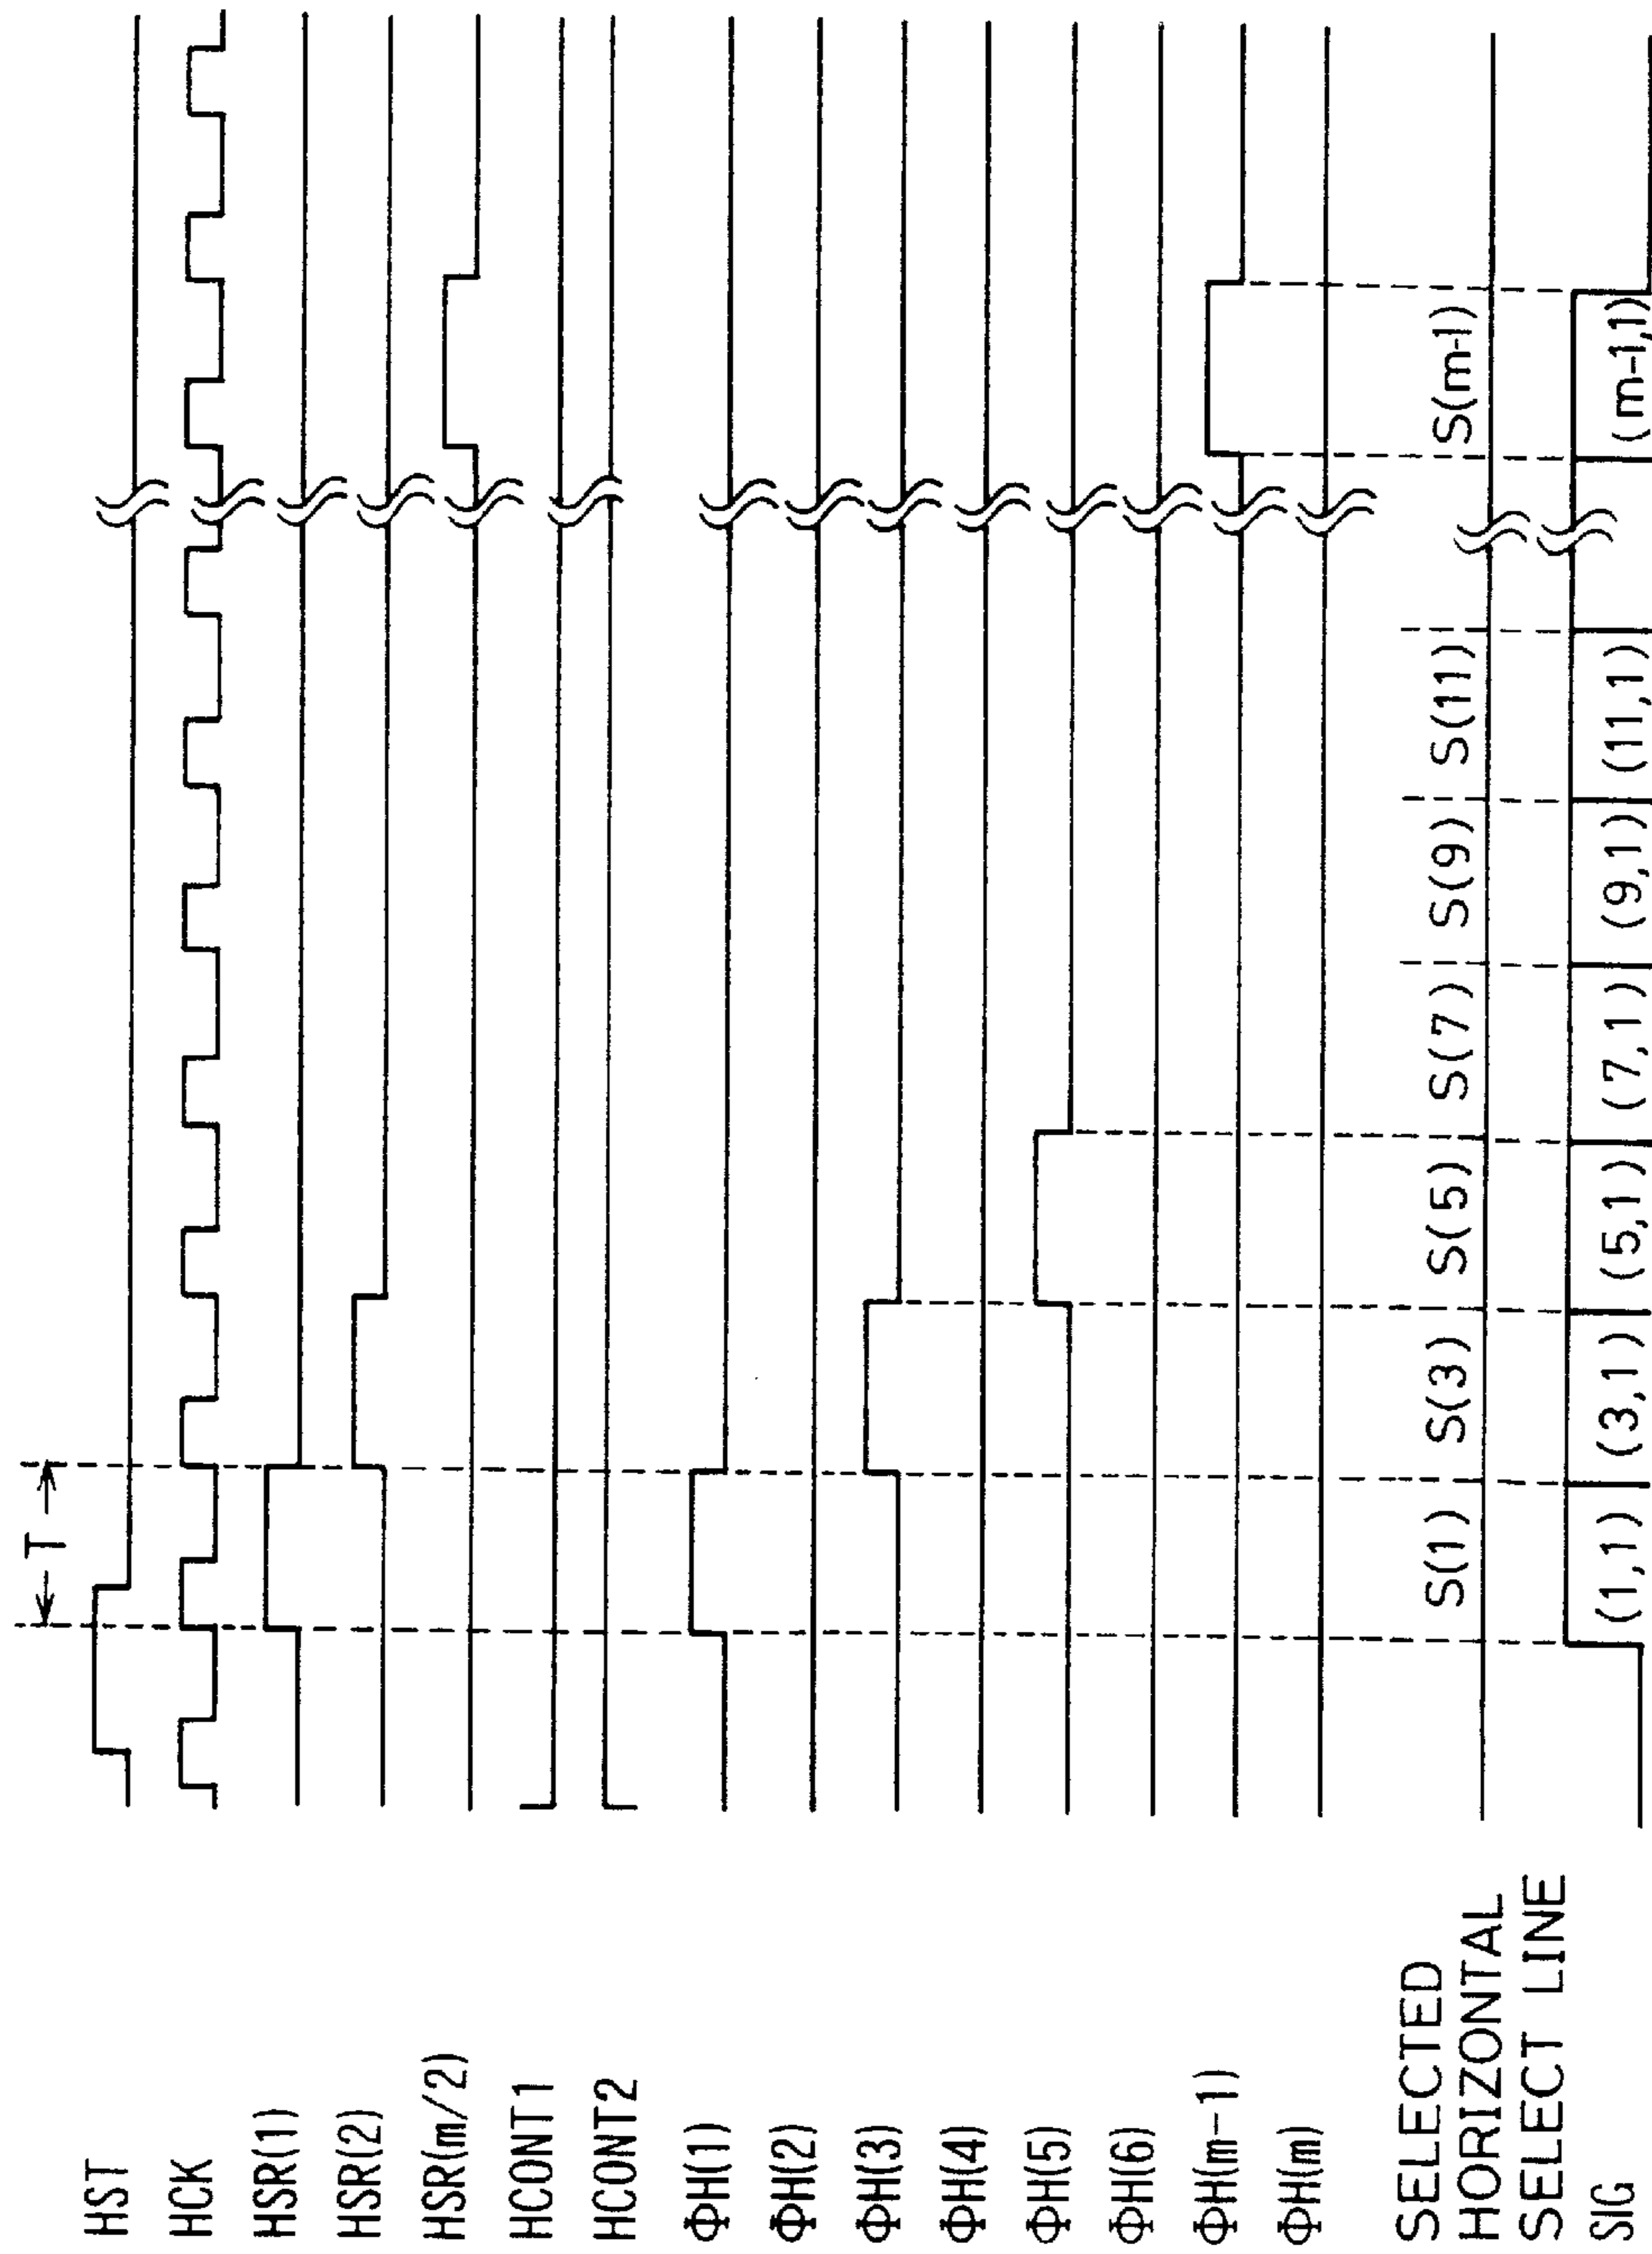 T
HST
HCK
HSR(1)
HSR(2)
HSR(m/2)
HCONT1
HCONT2
ΦH(1)
ΦH(2)
ΦH(3)
ΦH(4)
ΦH(5)
ΦH(6)
ΦH(m-1)
ΦH(m)
SELECTED
HORIZONTAL
SELECT LINE
S(1) S(3) S(5) S(7) S(9) S(11) S(m-1)
SIG
(1,1) (3,1) (5,1) (7,1) (9,1) (11,1) (m-1,1)